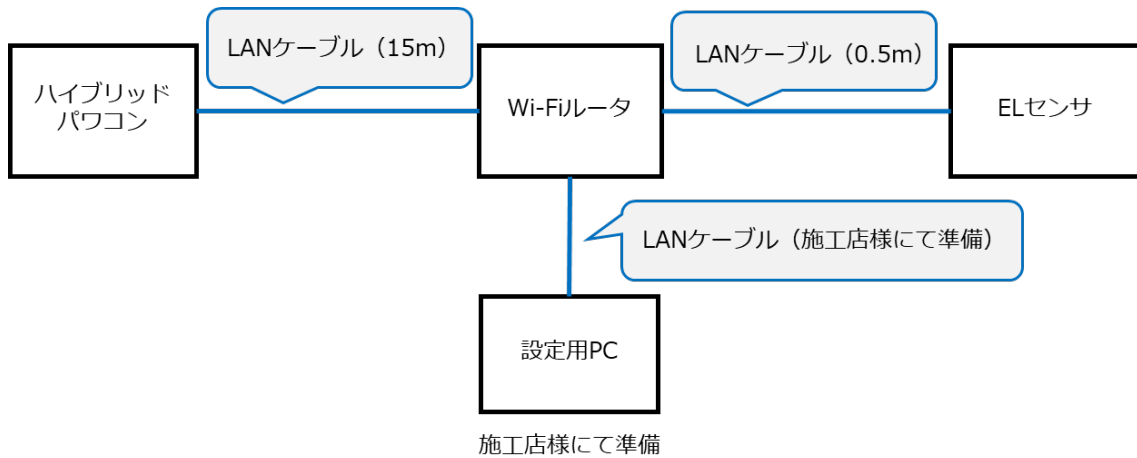 LANケーブル（15m）
LANケーブル（0.5m）
ハイブリッド
パワコン
Wi-Fiルータ
ELセンサ
LANケーブル（施工店様にて準備）
設定用PC
施工店様にて準備